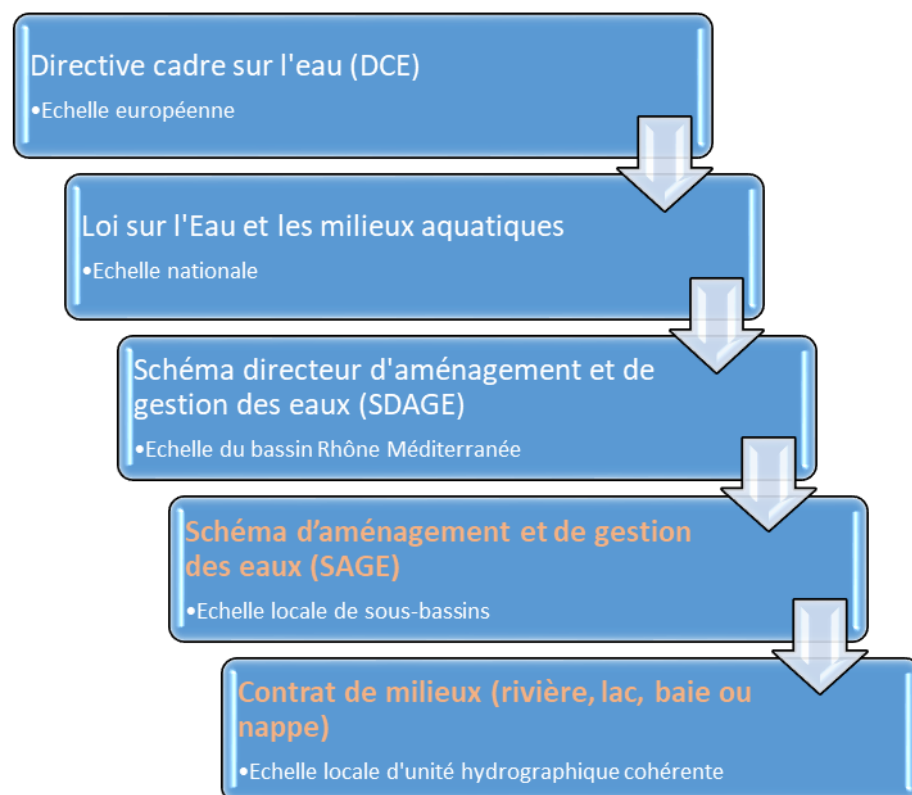 Directive cadre sur l'eau (DCE)
•Echelle européenne
Loi sur l'Eau et les milieux aquatiques
•Echelle nationale
Schéma directeur d'aménagement et de
gestion des eaux (SDAGE)
•Echelle du bassin Rhône Méditerranée
Schéma d’aménagement et de gestion
des eaux (SAGE)
•Echelle locale de sous-bassins
Contrat de milieux (rivière, lac, baie ou
nappe)
•Echelle locale d'unité hydrographique cohérente